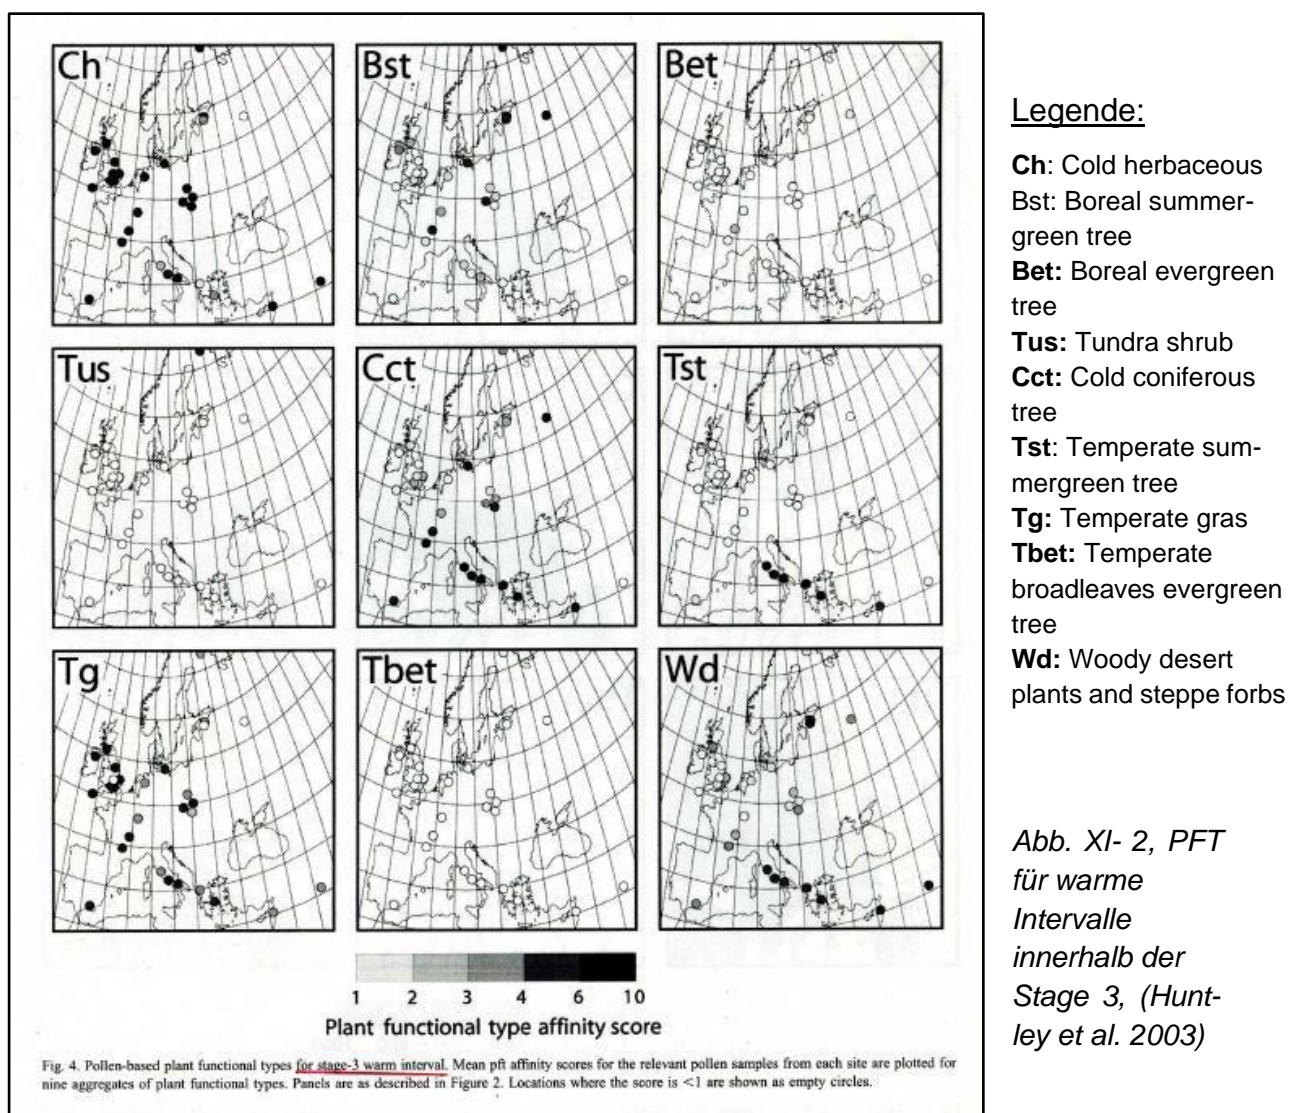 Ch
Bst
Bet
Tus
Cct
Tst
Tg
Tbet
Wd
1 2 3 4 6 10
Plant functional type affinity score
Fig. 4. Pollen-based plant functional types for stage-3 warm interval. Mean pft affinity scores for the relevant pollen samples from each site are plotted for
nine aggregates of plant functional types. Panels are as described in Figure 2. Locations where the score is <1 are shown as empty circles.
Legende:
Ch: Cold herbaceous
Bst: Boreal summer-
green tree
Bet: Boreal evergreen
tree
Tus: Tundra shrub
Cct: Cold coniferous
tree
Tst: Temperate sum-
mergreen tree
Tg: Temperate gras
Tbet: Temperate
broadleaves evergreen
tree
Wd: Woody desert
plants and steppe forbs
Abb. XI- 2, PFT
für warme
Intervalle
innerhalb der
Stage 3, (Hunt-
ley et al. 2003)